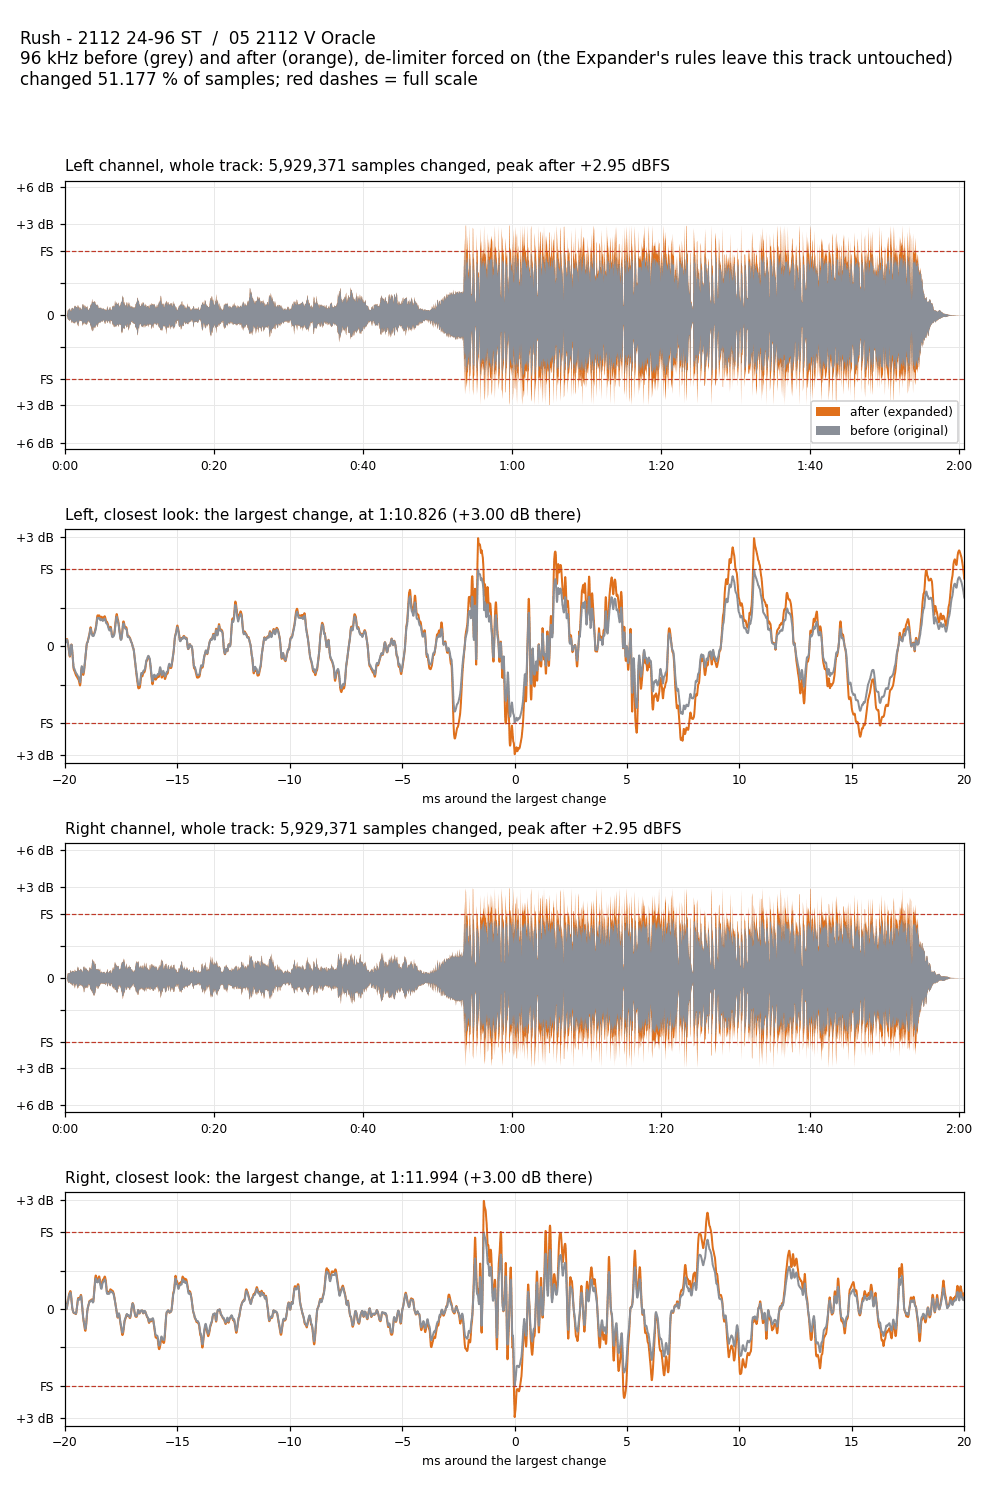 Rush - 2112 24-96 ST  /  05 2112 V Oracle
96 kHz before (grey) and after (orange), de-limiter forced on (the Expander's rules leave this track untouched)
changed 51.177 % of samples; red dashes = full scale
Left channel, whole track: 5,929,371 samples changed, peak after +2.95 dBFS
+6 dB
+3 dB
FS
0
FS
+3 dB
+6 dB
after (expanded)
before (original)
0:00 0:20 0:40 1:00 1:20 1:40 2:00
Left, closest look: the largest change, at 1:10.826 (+3.00 dB there)
+3 dB
FS
0
FS
+3 dB
−20 −15 −10 −5 0 5 10 15 20
ms around the largest change
Right channel, whole track: 5,929,371 samples changed, peak after +2.95 dBFS
+6 dB
+3 dB
FS
0
FS
+3 dB
+6 dB
0:00 0:20 0:40 1:00 1:20 1:40 2:00
Right, closest look: the largest change, at 1:11.994 (+3.00 dB there)
+3 dB
FS
0
FS
+3 dB
−20 −15 −10 −5 0 5 10 15 20
ms around the largest change